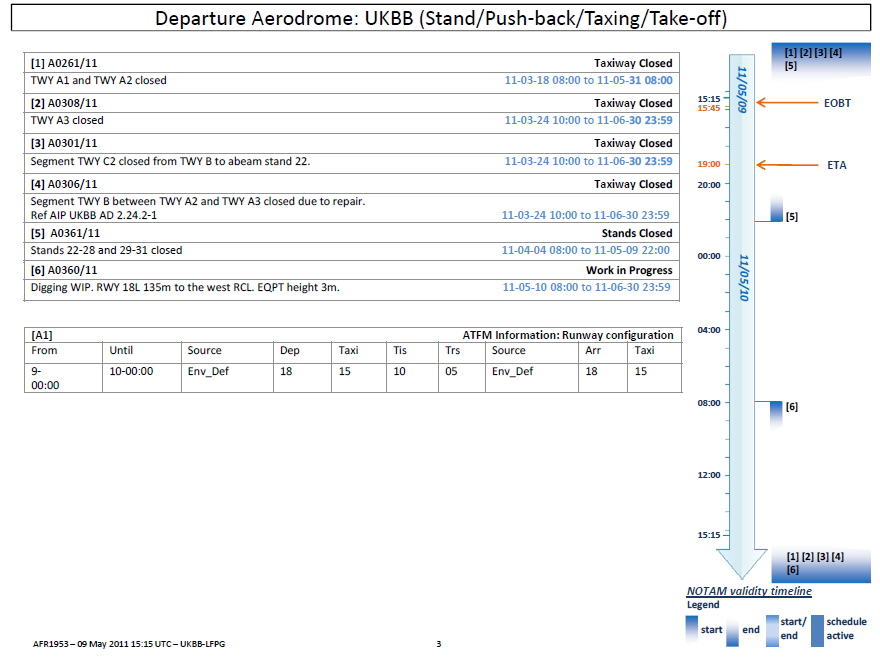 Departure Aerodrome: UKBB (Stand/Push-back/Taxing/Take-off)
[1] A0261/11 Taxiway Closed
TWY A1 and TWY A2 closed 11-03-18 08:00 to 11-05-31 08:00
[2] A0308/11 Taxiway Closed
TWY A3 closed 11-03-24 10:00 to 11-06-30 23:59
[3] A0301/11 Taxiway Closed
Segment TWY C2 closed from TWY B to abeam stand 22. 11-03-24 10:00 to 11-06-30 23:59
[4] A0306/11 Taxiway Closed
Segment TWY B between TWY A2 and TWY A3 closed due to repair.
Ref AIP UKBB AD 2.24.2-1 11-03-24 10:00 to 11-06-30 23:59
[5] A0361/11 Stands Closed
Stands 22-28 and 29-31 closed 11-04-04 08:00 to 11-05-09 22:00
[6] A0360/11 Work in Progress
Digging WIP. RWY 18L 135m to the west RCL. EQPT height 3m. 11-05-10 08:00 to 11-06-30 23:59
[A1] ATFM Information: Runway configuration
From Until Source Dep Taxi Tis Trs Source Arr Taxi
9- 10-00:00 Env_Def 18 15 10 05 Env_Def 18 15
00:00
[1] [2] [3] [4]
[5]
11/05/09
15:15
15:45 EOBT
19:00 ETA
20:00
[5]
00:00
11/05/10
04:00
08:00
[6]
12:00
15:15
[1] [2] [3] [4]
[6]
NOTAM validity timeline
Legend
start end start/ schedule
end active
AFR1953 – 09 May 2011 15:15 UTC – UKBB-LFPG 3